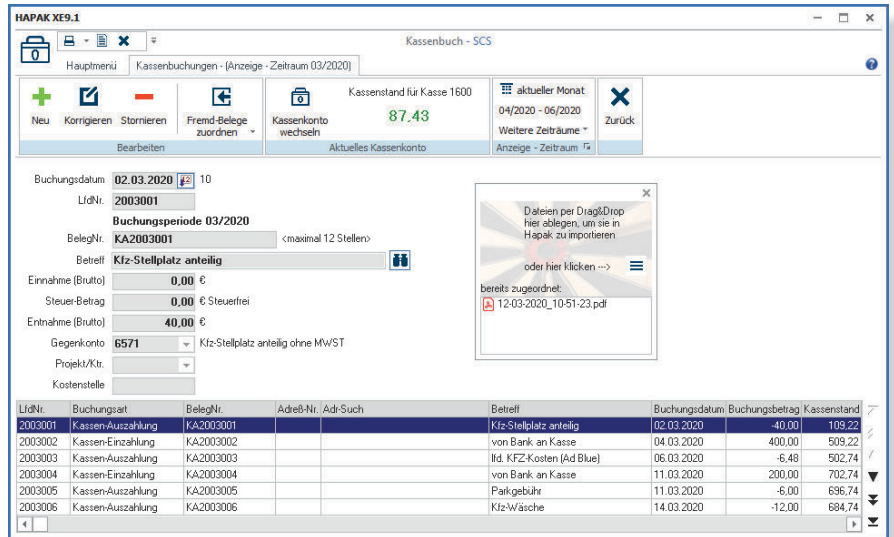 HAPAK XE9.1
Kassenbuch - SCS
Hauptmenü Kassenbuchungen - (Anzeige - Zeitraum 03/2020)
Neu Korrigieren Stornieren Fremd-Belege zuordnen
Bearbeiten
Kassenkonto wechseln
Kassenstand für Kasse 1600
87,43
Aktuelles Kassenkonto
aktueller Monat
04/2020 - 06/2020
Weitere Zeiträume
Anzeige - Zeitraum
Zurück
Buchungsdatum 02.03.2020 10
LfdNr. 2003001
Buchungsperiode 03/2020
BelegNr. KA2003001 <maximal 12 Stellen>
Betreff Kfz-Stellplatz anteilig
Einnahme (Brutto) 0,00 €
Steuer-Betrag 0,00 € Steuerfrei
Entnahme (Brutto) 40,00 €
Gegenkonto 6571 Kfz-Stellplatz anteilig ohne MWST
Projekt/Ktr.
Kostenstelle
Dateien per Drag&Drop
hier ablegen, um sie in
Hapak zu importieren
oder hier klicken --->
bereits zugeordnet:
12-03-2020_10-51-23.pdf
LfdNr. Buchungsart BelegNr. Adreß-Nr. Adr-Such Betreff Buchungsdatum Buchungsbetrag Kassenstand
2003001 Kassen-Auszahlung KA2003001 Kfz-Stellplatz anteilig 02.03.2020 -40,00 109,22
2003002 Kassen-Einzahlung KA2003002 von Bank an Kasse 04.03.2020 400,00 509,22
2003003 Kassen-Auszahlung KA2003003 lfd. KFZ-Kosten (Ad Blue) 06.03.2020 -6,48 502,74
2003004 Kassen-Einzahlung KA2003004 von Bank an Kasse 11.03.2020 200,00 702,74
2003005 Kassen-Auszahlung KA2003005 Parkgebühr 11.03.2020 -6,00 696,74
2003006 Kassen-Auszahlung KA2003006 Kfz-Wäsche 14.03.2020 -12,00 684,74